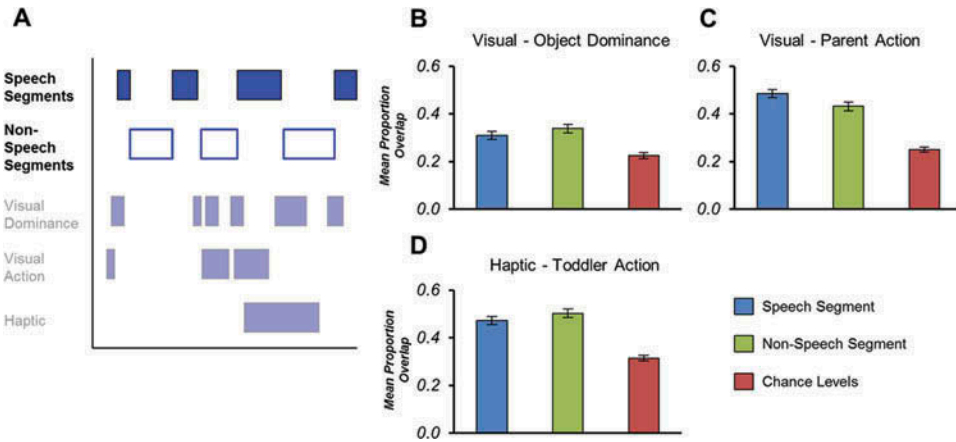 A
Speech
Segments
Non-
Speech
Segments
Visual
Dominance
Visual
Action
Haptic
B
Visual - Object Dominance
Mean Proportion
Overlap
0.6
0.4
0.2
0.0
C
Visual - Parent Action
0.6
0.4
0.2
0.0
D
Haptic - Toddler Action
Mean Proportion
Overlap
0.6
0.4
0.2
0
Speech Segment
Non-Speech Segment
Chance Levels